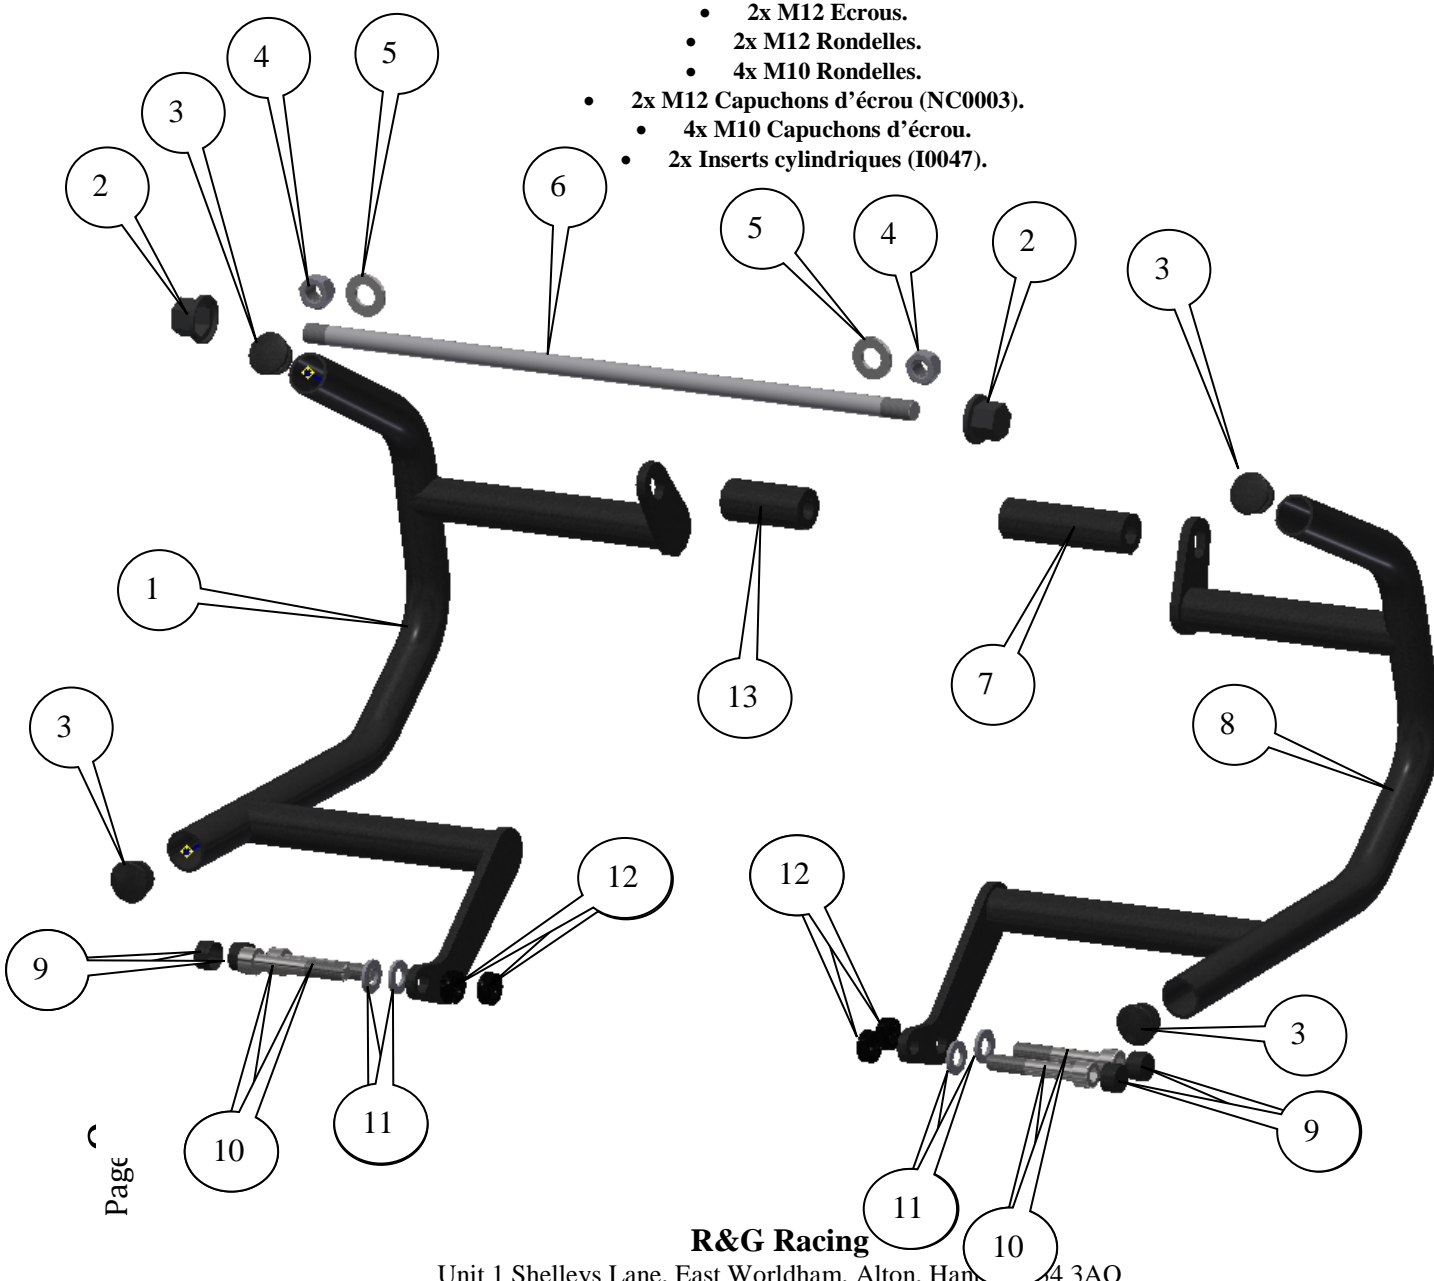 • 2x M12 Ecrous.
• 2x M12 Rondelles.
• 4x M10 Rondelles.
• 2x M12 Capuchons d’écrou (NC0003).
• 4x M10 Capuchons d’écrou.
• 2x Inserts cylindriques (I0047).
4
5
3
2
6
5
4
2
3
1
13
7
8
3
12
12
9
3
11
10
9
11
10
Page
R&G Racing
Unit 1 Shelleys Lane, East Worldham, Alton, 3AQ